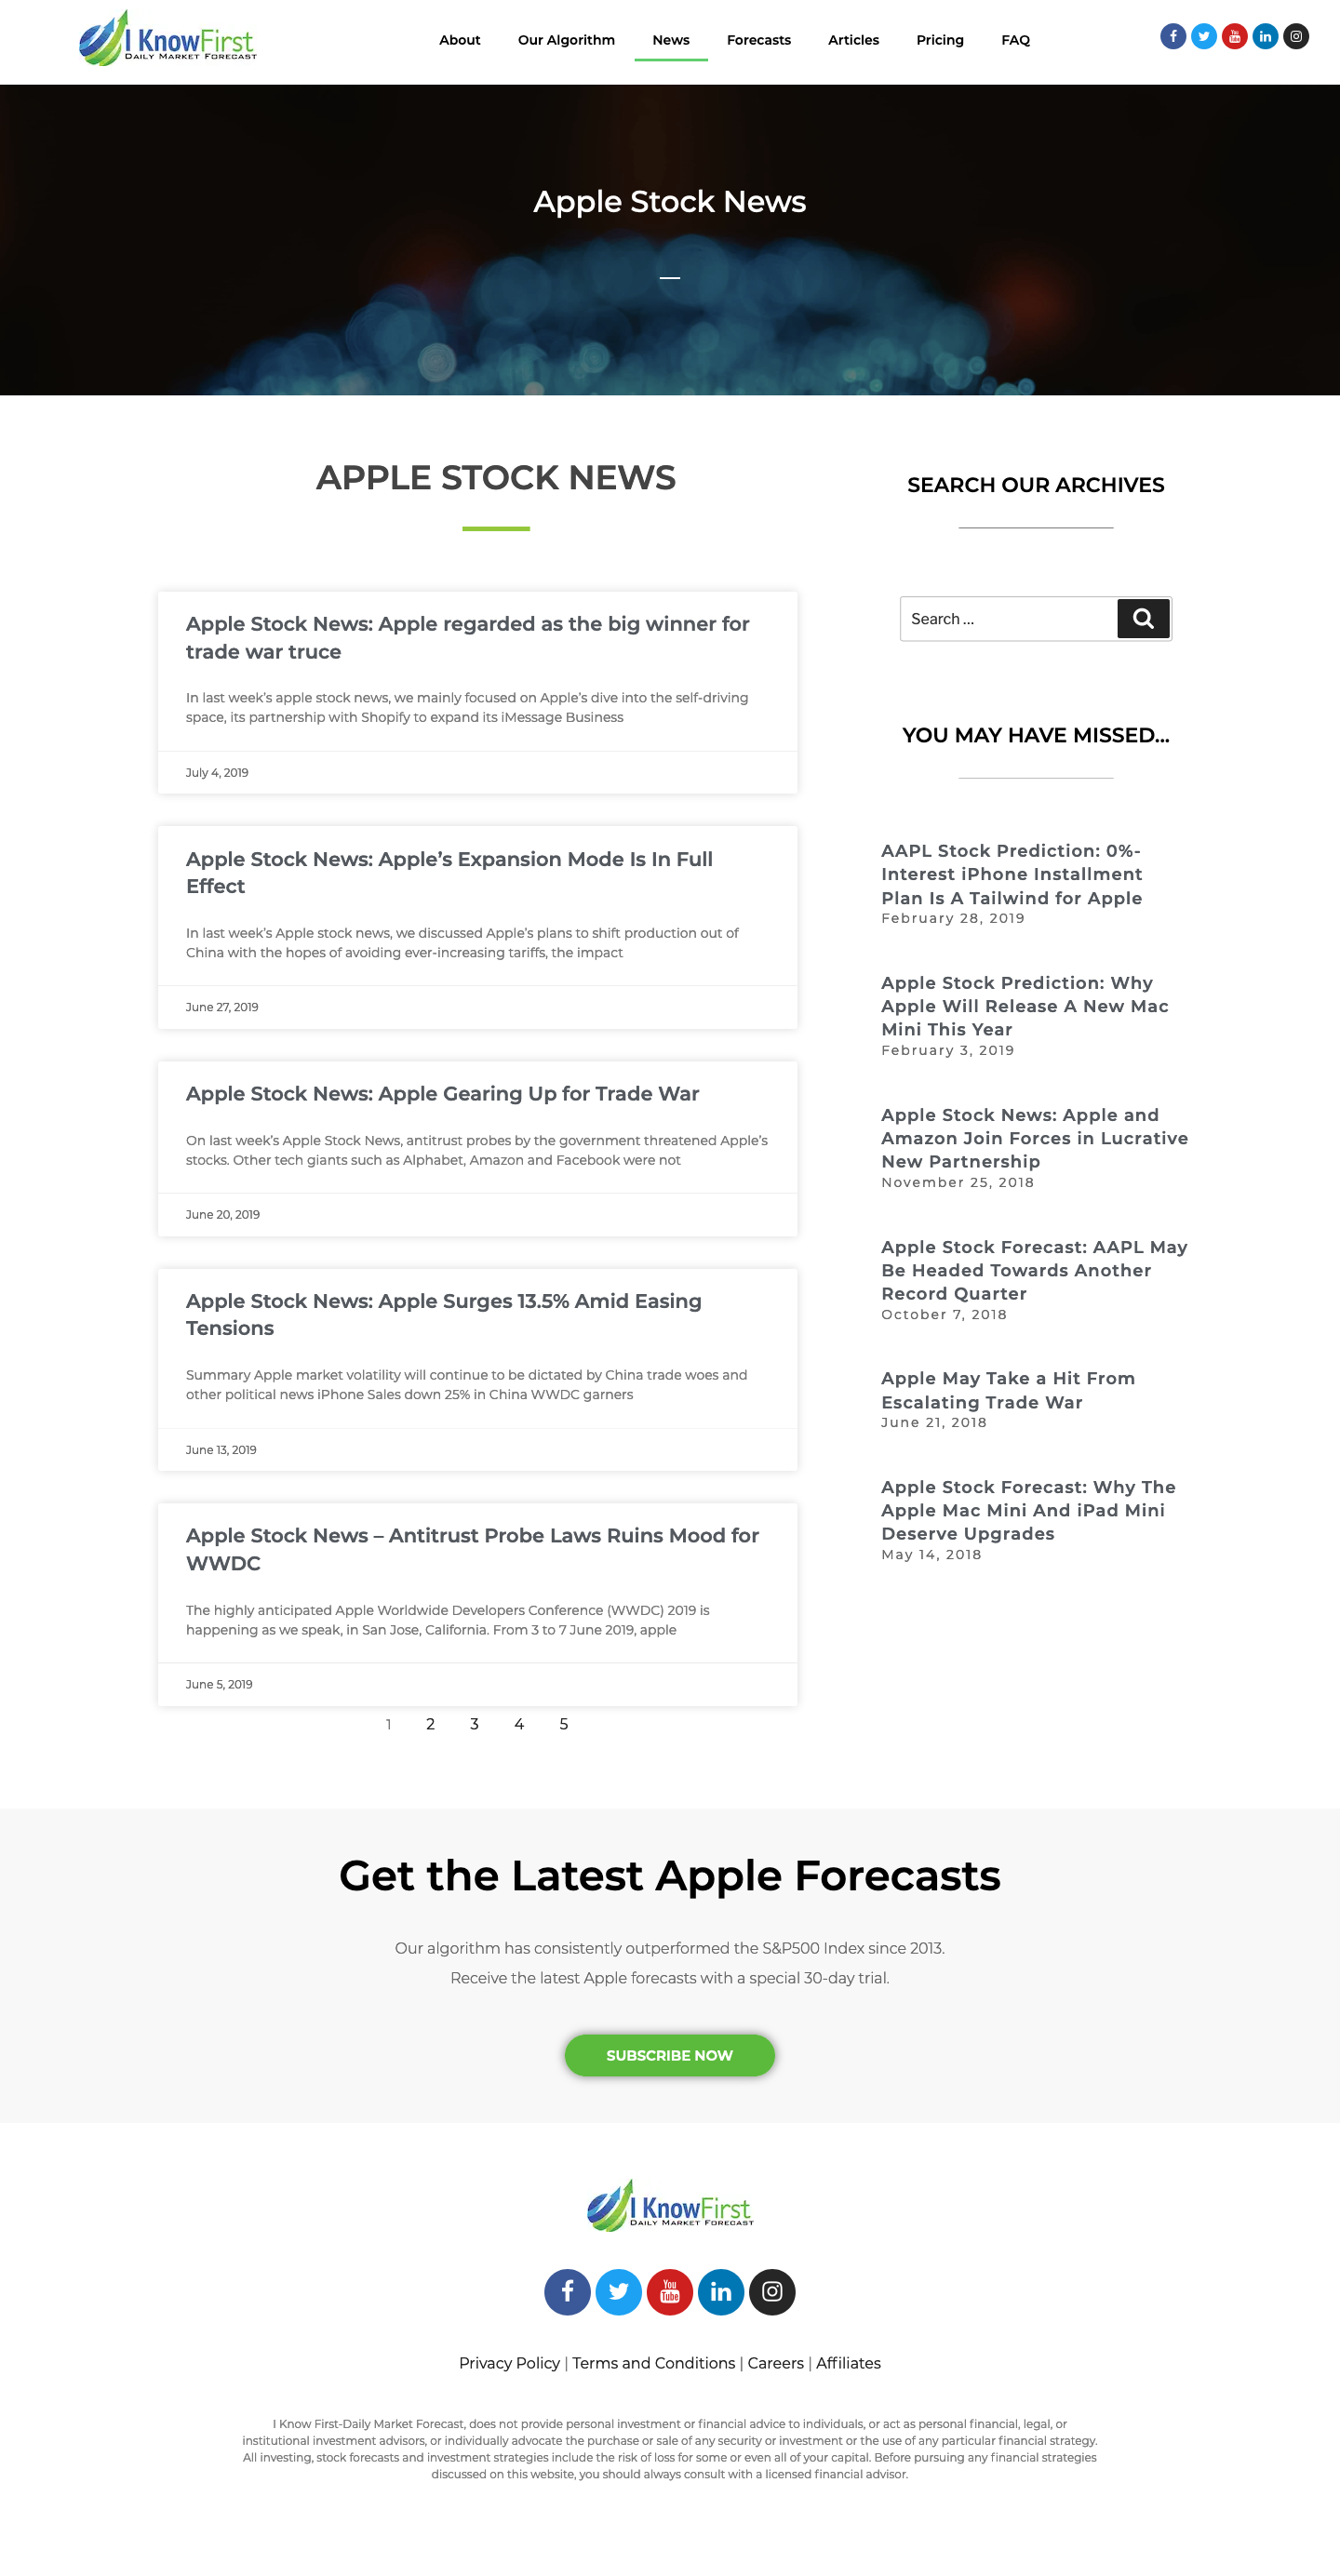 I KnowFirst
DAILY MARKET FORECAST
About Our Algorithm News Forecasts Articles Pricing FAQ
Apple Stock News
APPLE STOCK NEWS
Apple Stock News: Apple regarded as the big winner for
trade war truce
In last week’s apple stock news, we mainly focused on Apple’s dive into the self-driving
space, its partnership with Shopify to expand its iMessage Business
July 4, 2019
Apple Stock News: Apple’s Expansion Mode Is In Full
Effect
In last week’s Apple stock news, we discussed Apple’s plans to shift production out of
China with the hopes of avoiding ever-increasing tariffs, the impact
June 27, 2019
Apple Stock News: Apple Gearing Up for Trade War
On last week’s Apple Stock News, antitrust probes by the government threatened Apple’s
stocks. Other tech giants such as Alphabet, Amazon and Facebook were not
June 20, 2019
Apple Stock News: Apple Surges 13.5% Amid Easing
Tensions
Summary Apple market volatility will continue to be dictated by China trade woes and
other political news iPhone Sales down 25% in China WWDC garners
June 13, 2019
Apple Stock News – Antitrust Probe Laws Ruins Mood for
WWDC
The highly anticipated Apple Worldwide Developers Conference (WWDC) 2019 is
happening as we speak, in San Jose, California. From 3 to 7 June 2019, apple
June 5, 2019
1 2 3 4 5
SEARCH OUR ARCHIVES
Search ...
YOU MAY HAVE MISSED...
AAPL Stock Prediction: 0%-
Interest iPhone Installment
Plan Is A Tailwind for Apple
February 28, 2019
Apple Stock Prediction: Why
Apple Will Release A New Mac
Mini This Year
February 3, 2019
Apple Stock News: Apple and
Amazon Join Forces in Lucrative
New Partnership
November 25, 2018
Apple Stock Forecast: AAPL May
Be Headed Towards Another
Record Quarter
October 7, 2018
Apple May Take a Hit From
Escalating Trade War
June 21, 2018
Apple Stock Forecast: Why The
Apple Mac Mini And iPad Mini
Deserve Upgrades
May 14, 2018
Get the Latest Apple Forecasts
Our algorithm has consistently outperformed the S&P500 Index since 2013.
Receive the latest Apple forecasts with a special 30-day trial.
SUBSCRIBE NOW
I KnowFirst
DAILY MARKET FORECAST
You
Tube
Privacy Policy | Terms and Conditions | Careers | Affiliates
I Know First-Daily Market Forecast, does not provide personal investment or financial advice to individuals, or act as personal financial, legal, or
institutional investment advisors, or individually advocate the purchase or sale of any security or investment or the use of any particular financial strategy.
All investing, stock forecasts and investment strategies include the risk of loss for some or even all of your capital. Before pursuing any financial strategies
discussed on this website, you should always consult with a licensed financial advisor.